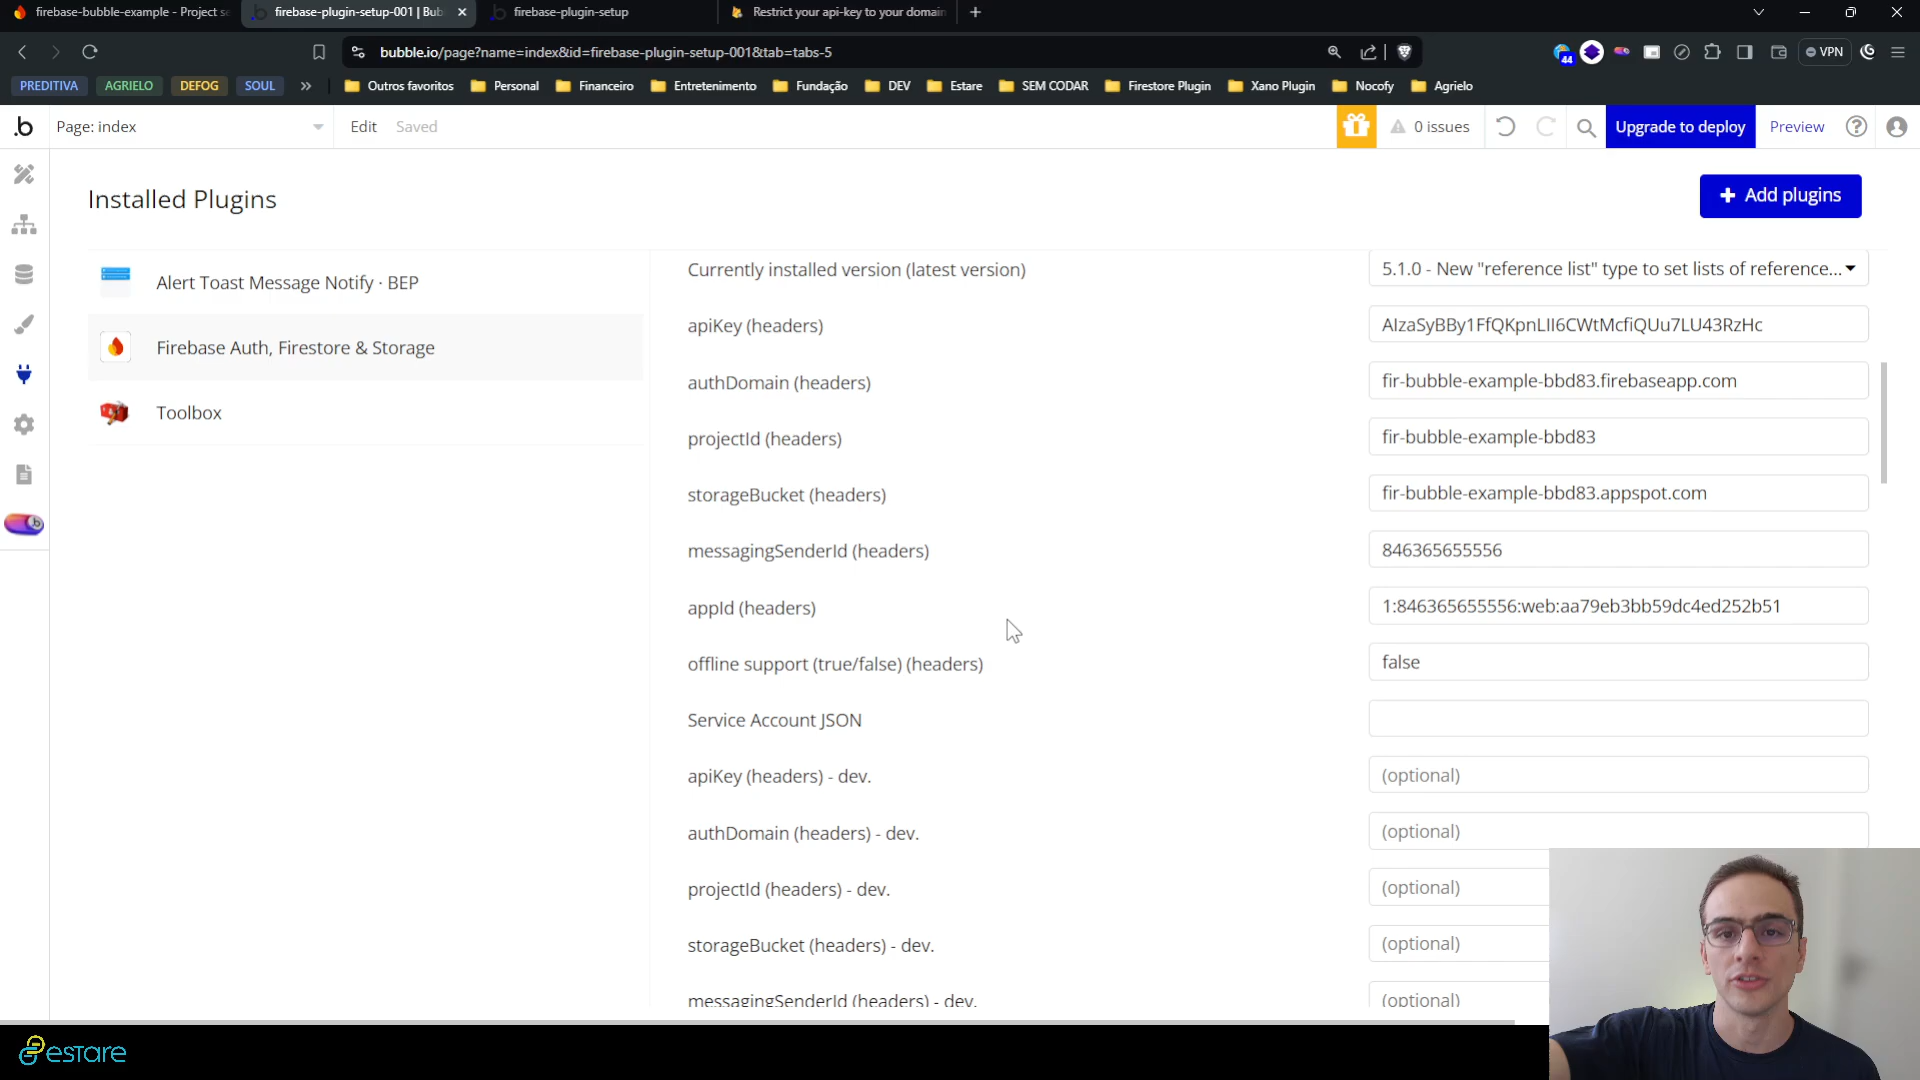 firebase-bubble-example - Project se
firebase-plugin-setup-001 | Bub
firebase-plugin-setup
Restrict your api-key to your domain
bubble.io/page?name=index&id=firebase-plugin-setup-001&tab=tabs-5
44
VPN
PREDITIVA
AGRIELO
DEFOG
SOUL
Outros favoritos
Personal
Financeiro
Entretenimento
Fundação
DEV
Estare
SEM CODAR
Firestore Plugin
Xano Plugin
Nocofy
Agrielo
Page: index
Edit
Saved
0 issues
Upgrade to deploy
Preview
Installed Plugins
Add plugins
Alert Toast Message Notify · BEP
Firebase Auth, Firestore & Storage
Toolbox
Currently installed version (latest version)
5.1.0 - New "reference list" type to set lists of reference...
apiKey (headers)
AIzaSyBBy1FfQKpnLII6CWtMcfiQUu7LU43RzHc
authDomain (headers)
fir-bubble-example-bbd83.firebaseapp.com
projectId (headers)
fir-bubble-example-bbd83
storageBucket (headers)
fir-bubble-example-bbd83.appspot.com
messagingSenderId (headers)
846365655556
appId (headers)
1:846365655556:web:aa79eb3bb59dc4ed252b51
offline support (true/false) (headers)
false
Service Account JSON
apiKey (headers) - dev.
(optional)
authDomain (headers) - dev.
(optional)
projectId (headers) - dev.
(optional)
storageBucket (headers) - dev.
(optional)
messagingSenderId (headers) - dev.
(optional)
estare